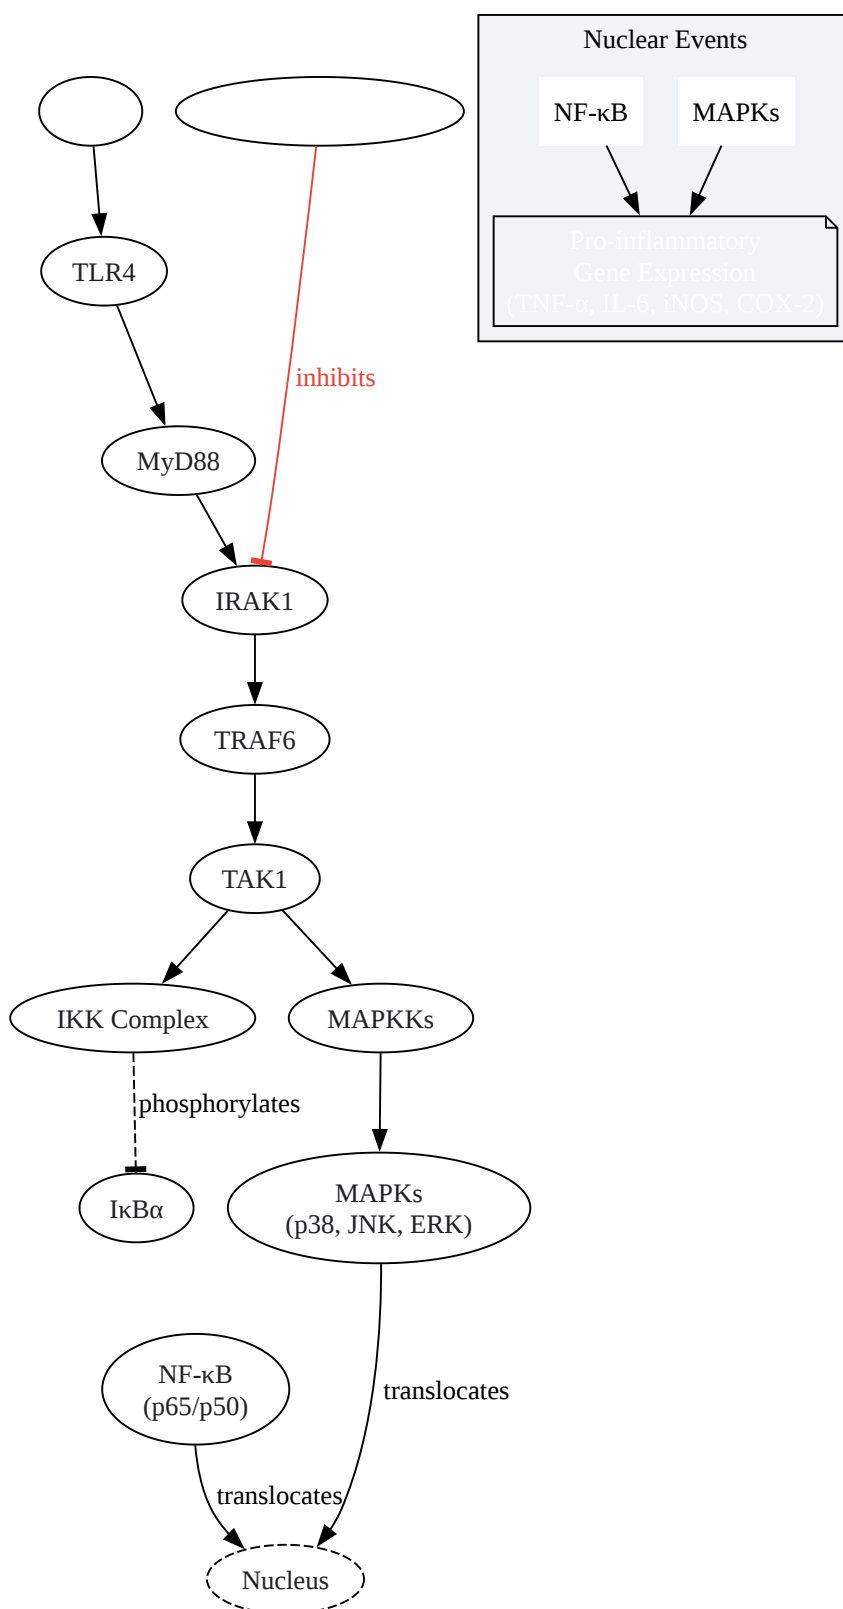 Nuclear Events
NF-κB
MAPKs
Pro-inflammatory
Gene Expression
(TNF-α, IL-6, iNOS, COX-2)
TLR4
inhibits
MyD88
IRAK1
TRAF6
TAK1
IKK Complex
MAPKKs
phosphorylates
IκBα
MAPKs
(p38, JNK, ERK)
NF-κB
(p65/p50)
translocates
translocates
Nucleus